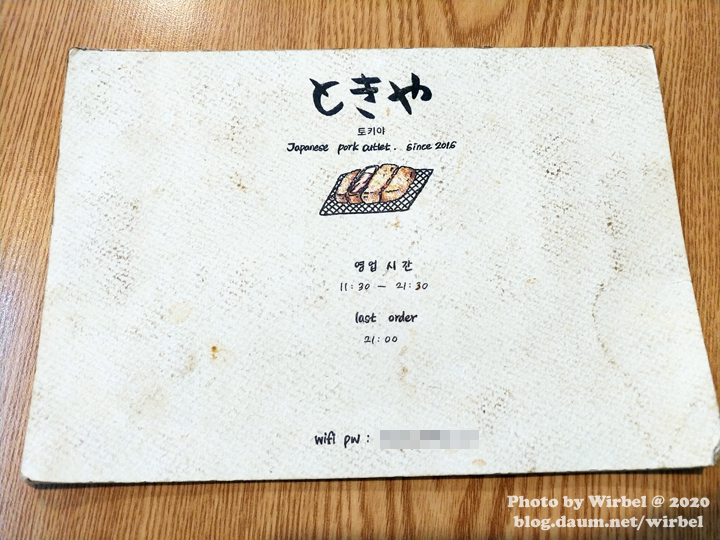 ときや
토키야
Japanese pork cutlet. since 2016
영업 시간
11:30 - 21:30
last order
21:00
wifi pw :
Photo by Wirbel @ 2020
blog.daum.net/wirbel